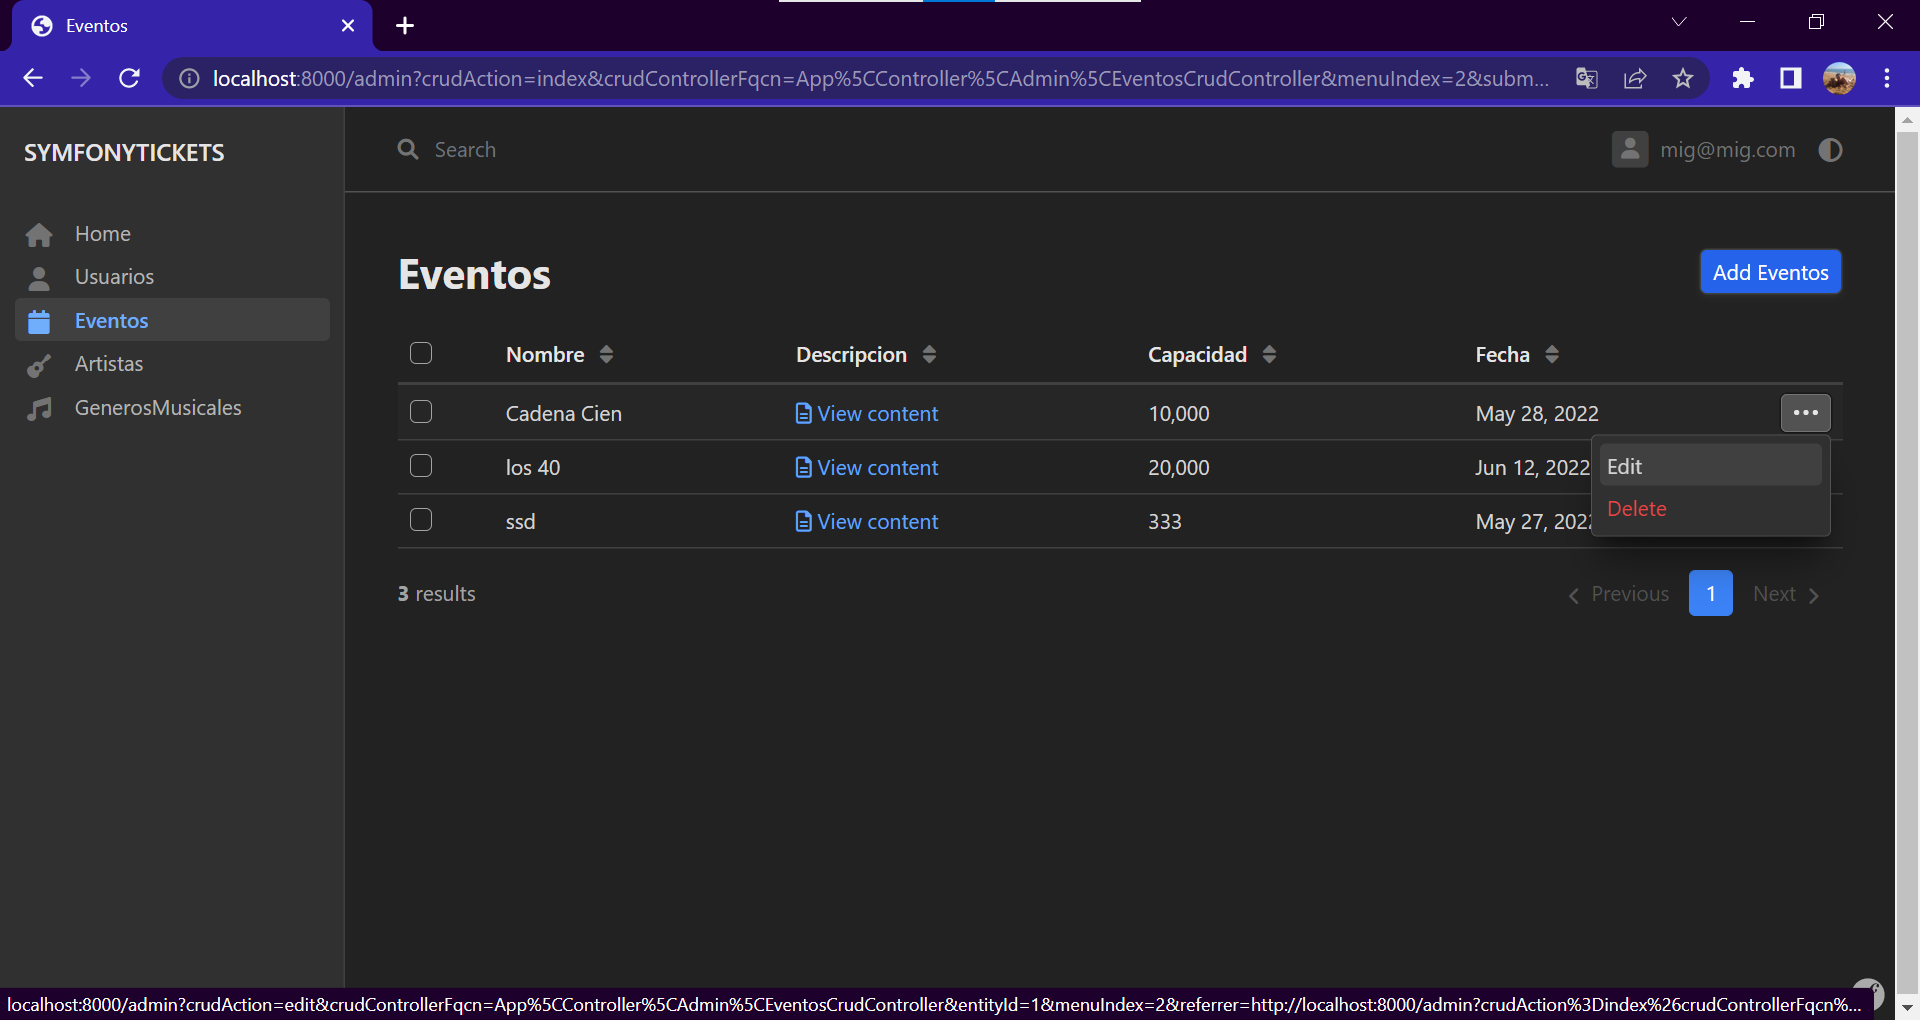 Eventos
localhost:8000/admin?crudAction=index&crudControllerFqcn=App%5CController%5CAdmin%5CEventosCrudController&menuIndex=2&subm...
SYMFONYTICKETS
Search
mig@mig.com
Home
Usuarios
Eventos
Artistas
GenerosMusicales
Eventos
Add Eventos
Nombre Descripcion Capacidad Fecha
Cadena Cien View content 10,000 May 28, 2022
los 40 View content 20,000 Jun 12, 2022
ssd View content 333 May 27, 2022
Edit
Delete
3 results
Previous 1 Next
localhost:8000/admin?crudAction=edit&crudControllerFqcn=App%5CController%5CAdmin%5CEventosCrudController&entityId=1&menuIndex=2&referrer=http://localhost:8000/admin?crudAction%3Dindex%26crudControllerFqcn%...